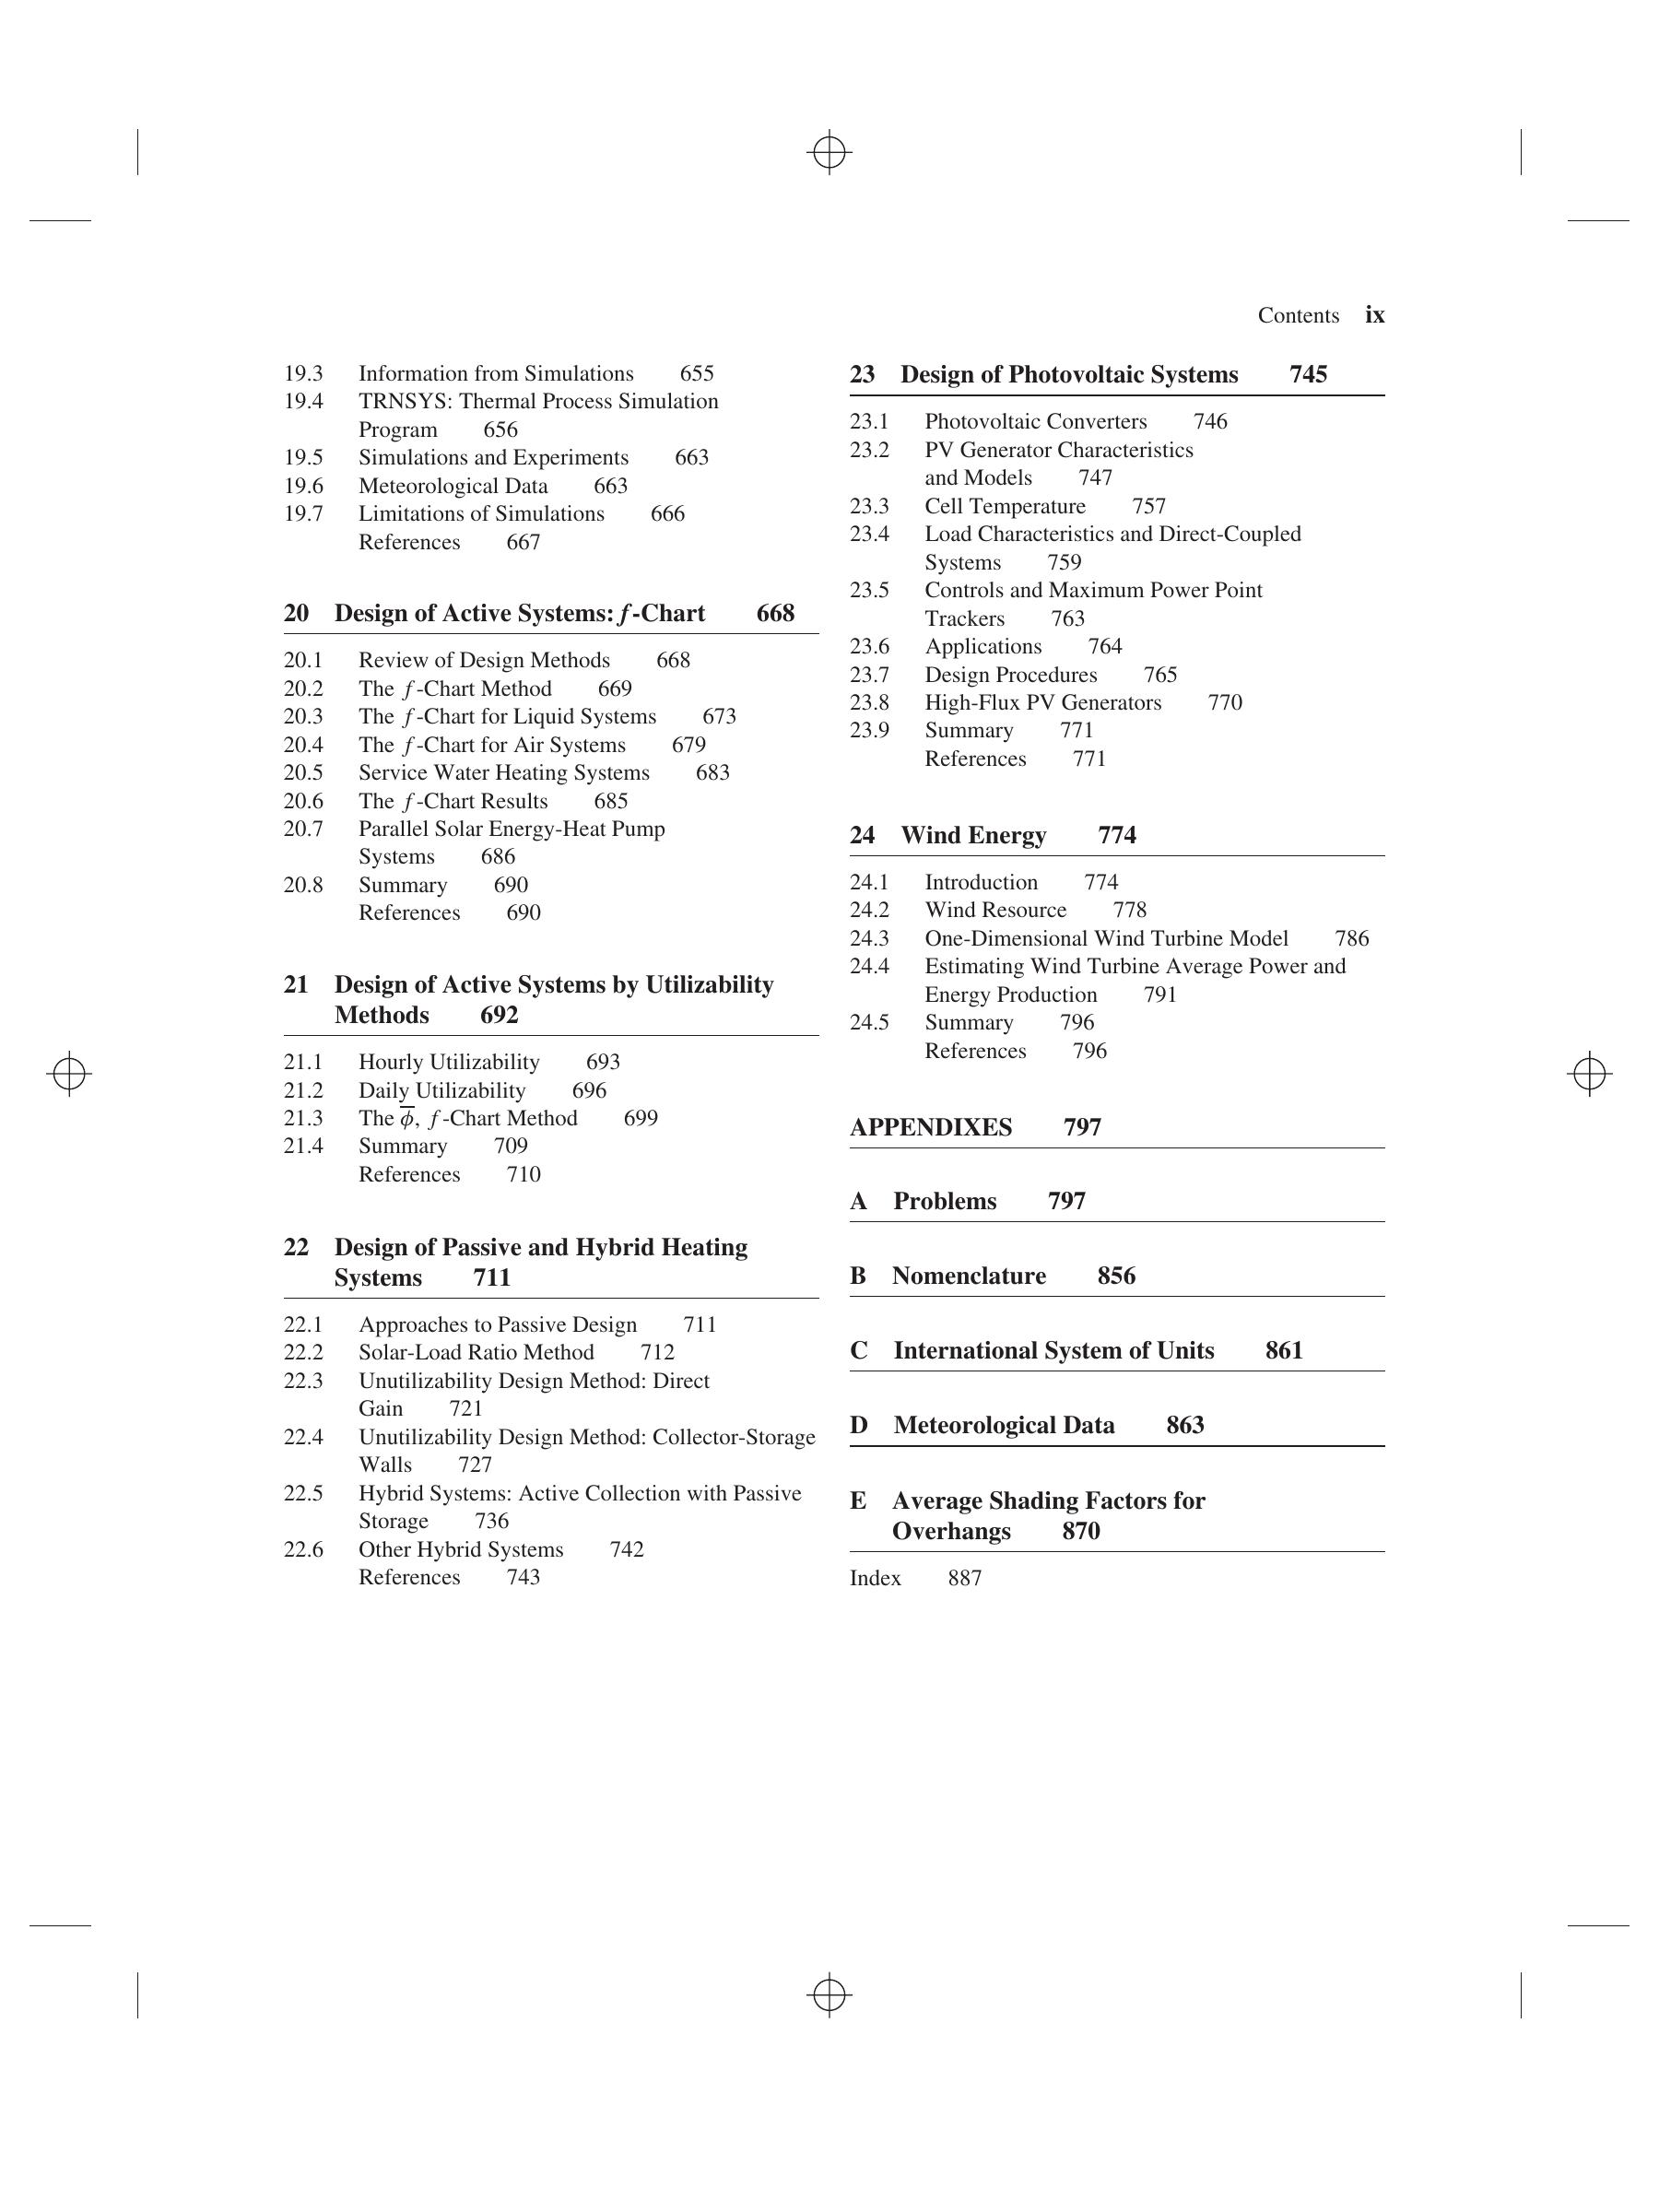 Contents ix
19.3 Information from Simulations 655
19.4 TRNSYS: Thermal Process Simulation
Program 656
19.5 Simulations and Experiments 663
19.6 Meteorological Data 663
19.7 Limitations of Simulations 666
References 667
20 Design of Active Systems: f-Chart 668
20.1 Review of Design Methods 668
20.2 The f-Chart Method 669
20.3 The f-Chart for Liquid Systems 673
20.4 The f-Chart for Air Systems 679
20.5 Service Water Heating Systems 683
20.6 The f-Chart Results 685
20.7 Parallel Solar Energy-Heat Pump
Systems 686
20.8 Summary 690
References 690
21 Design of Active Systems by Utilizability
Methods 692
21.1 Hourly Utilizability 693
21.2 Daily Utilizability 696
21.3 The ϕ̅, f-Chart Method 699
21.4 Summary 709
References 710
22 Design of Passive and Hybrid Heating
Systems 711
22.1 Approaches to Passive Design 711
22.2 Solar-Load Ratio Method 712
22.3 Unutilizability Design Method: Direct
Gain 721
22.4 Unutilizability Design Method: Collector-Storage
Walls 727
22.5 Hybrid Systems: Active Collection with Passive
Storage 736
22.6 Other Hybrid Systems 742
References 743
23 Design of Photovoltaic Systems 745
23.1 Photovoltaic Converters 746
23.2 PV Generator Characteristics
and Models 747
23.3 Cell Temperature 757
23.4 Load Characteristics and Direct-Coupled
Systems 759
23.5 Controls and Maximum Power Point
Trackers 763
23.6 Applications 764
23.7 Design Procedures 765
23.8 High-Flux PV Generators 770
23.9 Summary 771
References 771
24 Wind Energy 774
24.1 Introduction 774
24.2 Wind Resource 778
24.3 One-Dimensional Wind Turbine Model 786
24.4 Estimating Wind Turbine Average Power and
Energy Production 791
24.5 Summary 796
References 796
APPENDIXES 797
A Problems 797
B Nomenclature 856
C International System of Units 861
D Meteorological Data 863
E Average Shading Factors for
Overhangs 870
Index 887